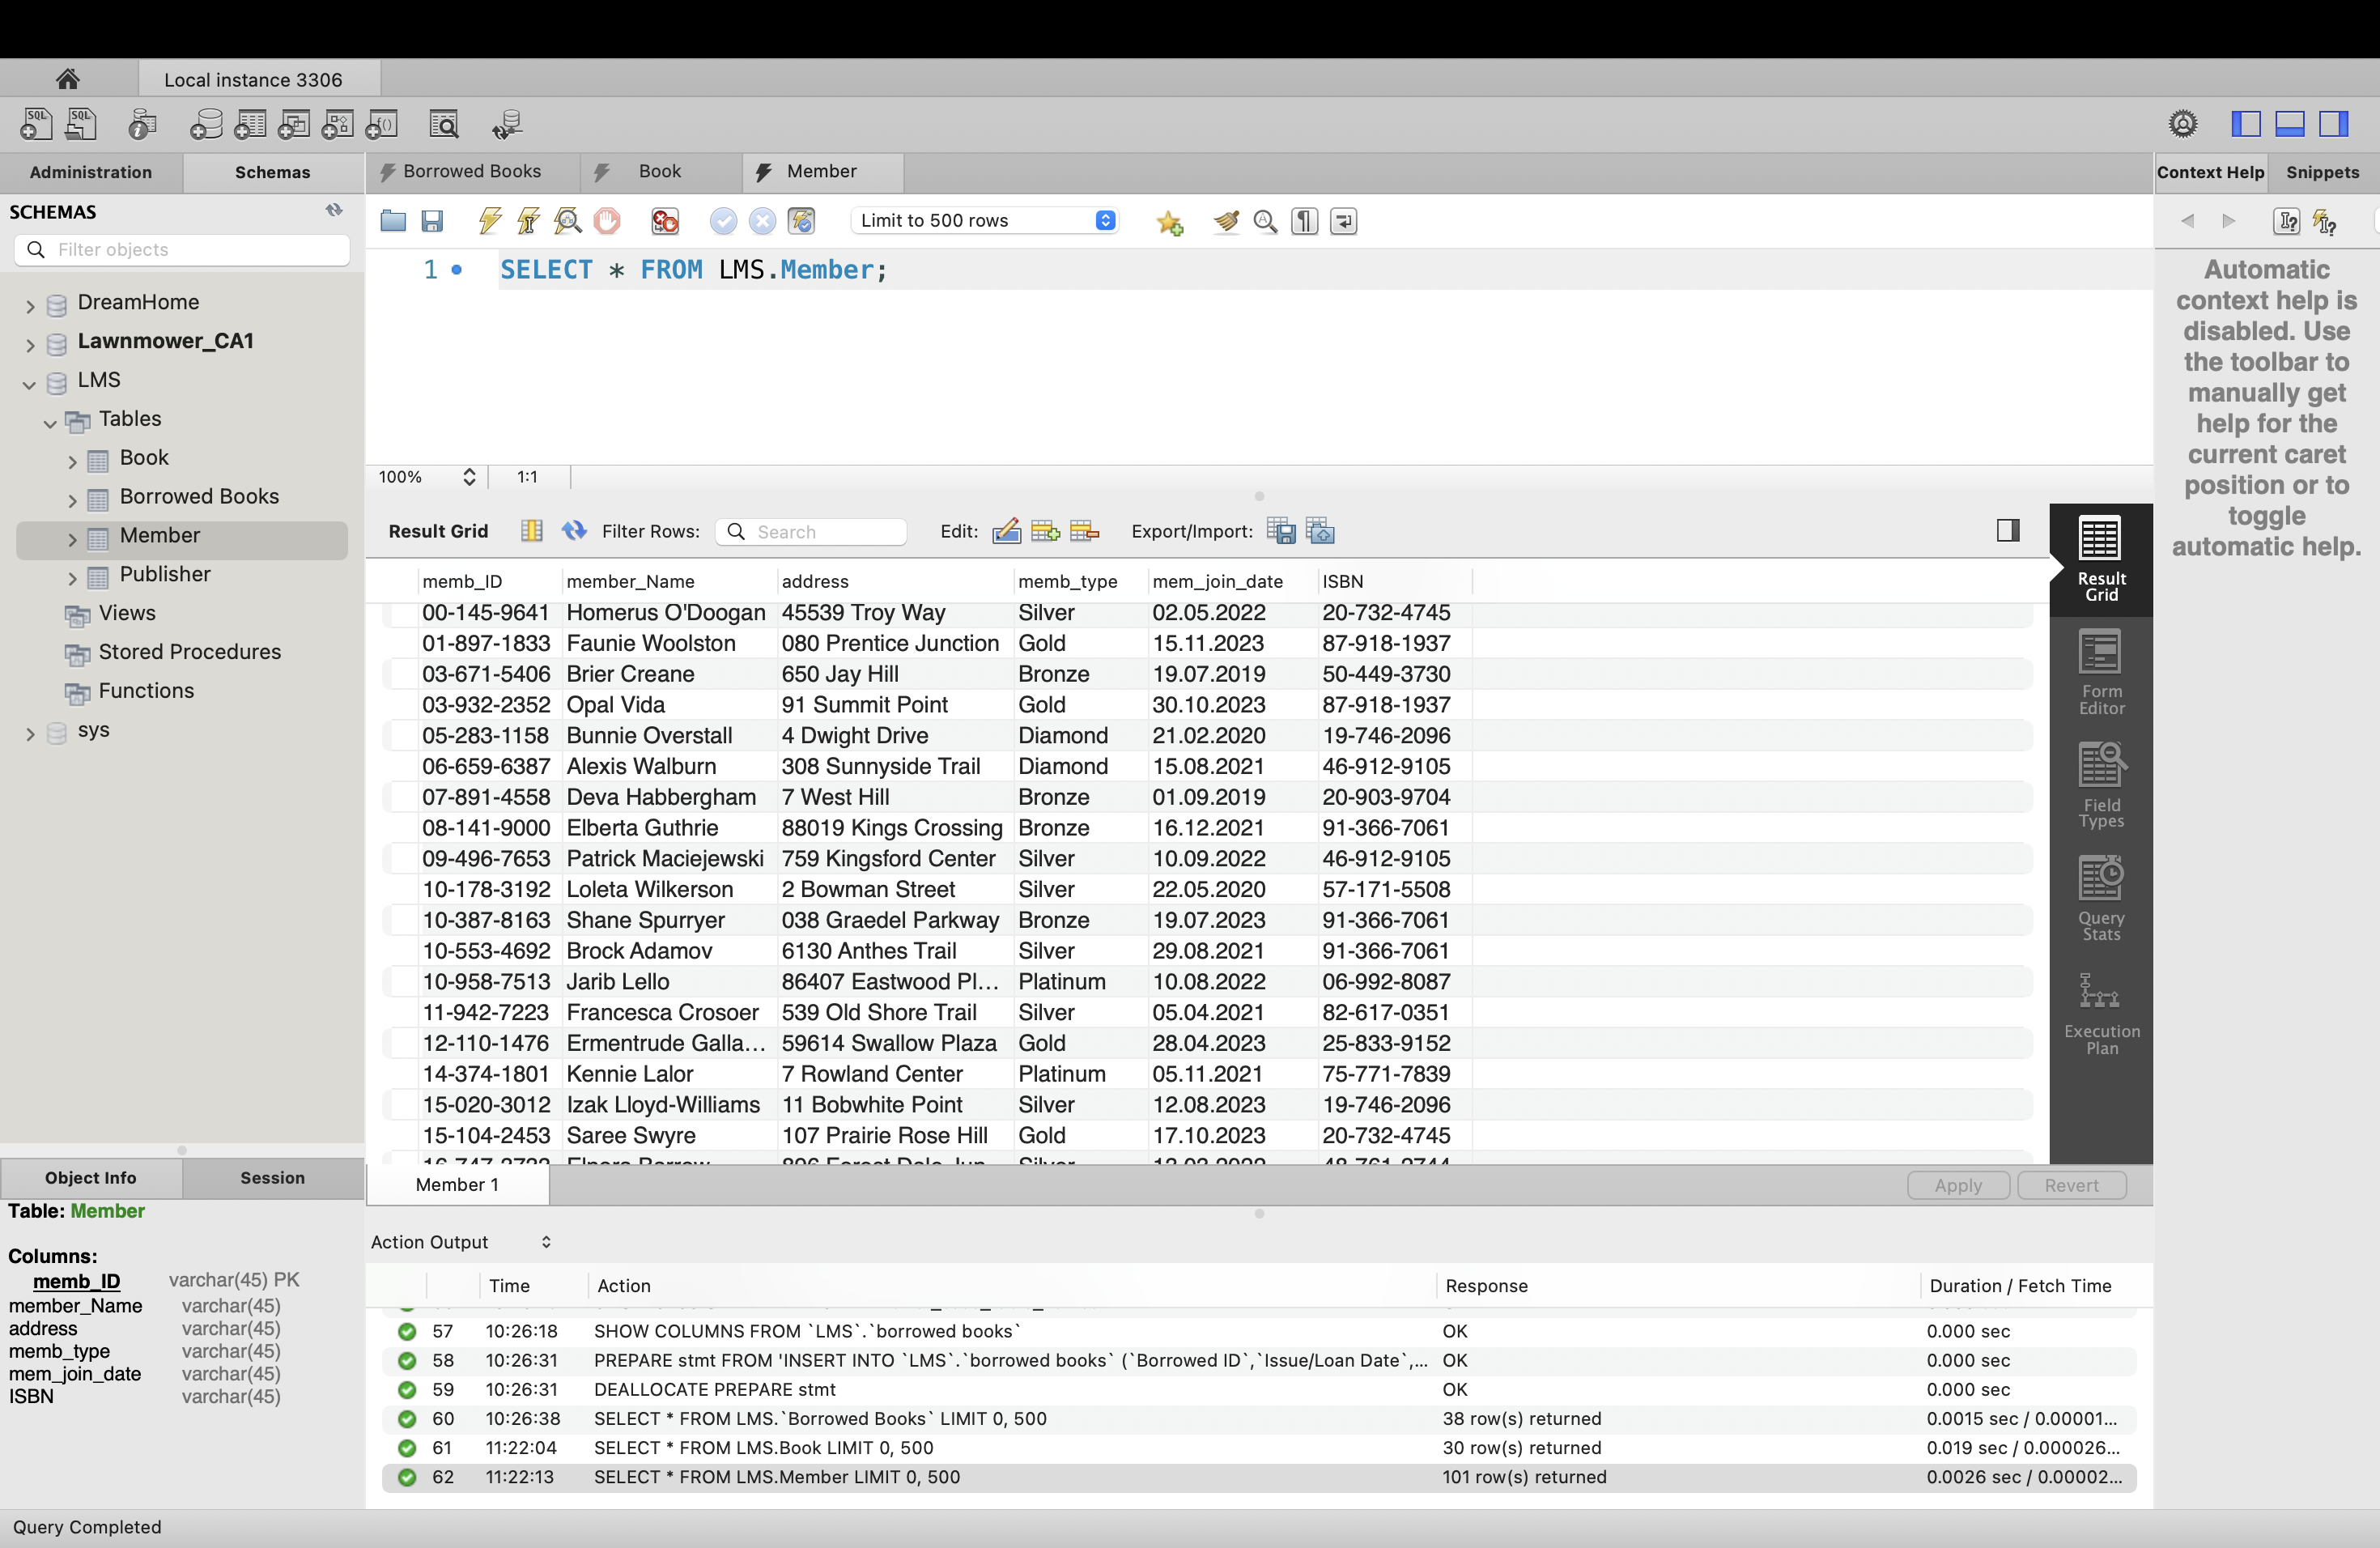 Local instance 3306
Administration Schemas Borrowed Books Book Member Context Help Snippets
SCHEMAS
Filter objects
DreamHome
Lawnmower_CA1
LMS
Tables
Book
Borrowed Books
Member
Publisher
Views
Stored Procedures
Functions
sys
Object Info Session
Table: Member
Columns:
memb_ID varchar(45) PK
member_Name varchar(45)
address varchar(45)
memb_type varchar(45)
mem_join_date varchar(45)
ISBN varchar(45)
Limit to 500 rows
1 SELECT * FROM LMS.Member;
100% 1:1
Result Grid Filter Rows: Search Edit: Export/Import:
memb_ID member_Name address memb_type mem_join_date ISBN
00-145-9641 Homerus O'Doogan 45539 Troy Way Silver 02.05.2022 20-732-4745
01-897-1833 Faunie Woolston 080 Prentice Junction Gold 15.11.2023 87-918-1937
03-671-5406 Brier Creane 650 Jay Hill Bronze 19.07.2019 50-449-3730
03-932-2352 Opal Vida 91 Summit Point Gold 30.10.2023 87-918-1937
05-283-1158 Bunnie Overstall 4 Dwight Drive Diamond 21.02.2020 19-746-2096
06-659-6387 Alexis Walburn 308 Sunnyside Trail Diamond 15.08.2021 46-912-9105
07-891-4558 Deva Habbergham 7 West Hill Bronze 01.09.2019 20-903-9704
08-141-9000 Elberta Guthrie 88019 Kings Crossing Bronze 16.12.2021 91-366-7061
09-496-7653 Patrick Maciejewski 759 Kingsford Center Silver 10.09.2022 46-912-9105
10-178-3192 Loleta Wilkerson 2 Bowman Street Silver 22.05.2020 57-171-5508
10-387-8163 Shane Spurryer 038 Graedel Parkway Bronze 19.07.2023 91-366-7061
10-553-4692 Brock Adamov 6130 Anthes Trail Silver 29.08.2021 91-366-7061
10-958-7513 Jarib Lello 86407 Eastwood Pl... Platinum 10.08.2022 06-992-8087
11-942-7223 Francesca Crosoer 539 Old Shore Trail Silver 05.04.2021 82-617-0351
12-110-1476 Ermentrude Galla... 59614 Swallow Plaza Gold 28.04.2023 25-833-9152
14-374-1801 Kennie Lalor 7 Rowland Center Platinum 05.11.2021 75-771-7839
15-020-3012 Izak Lloyd-Williams 11 Bobwhite Point Silver 12.08.2023 19-746-2096
15-104-2453 Saree Swyre 107 Prairie Rose Hill Gold 17.10.2023 20-732-4745
Member 1 Apply Revert
Result
Grid
Form
Editor
Field
Types
Query
Stats
Execution
Plan
Automatic
context help is
disabled. Use
the toolbar to
manually get
help for the
current caret
position or to
toggle
automatic help.
Action Output
Time Action Response Duration / Fetch Time
57 10:26:18 SHOW COLUMNS FROM `LMS`.`borrowed books` OK 0.000 sec
58 10:26:31 PREPARE stmt FROM 'INSERT INTO `LMS`.`borrowed books` (`Borrowed ID`,`Issue/Loan Date`,... OK 0.000 sec
59 10:26:31 DEALLOCATE PREPARE stmt OK 0.000 sec
60 10:26:38 SELECT * FROM LMS.`Borrowed Books` LIMIT 0, 500 38 row(s) returned 0.0015 sec / 0.00001...
61 11:22:04 SELECT * FROM LMS.Book LIMIT 0, 500 30 row(s) returned 0.019 sec / 0.000026...
62 11:22:13 SELECT * FROM LMS.Member LIMIT 0, 500 101 row(s) returned 0.0026 sec / 0.00002...
Query Completed